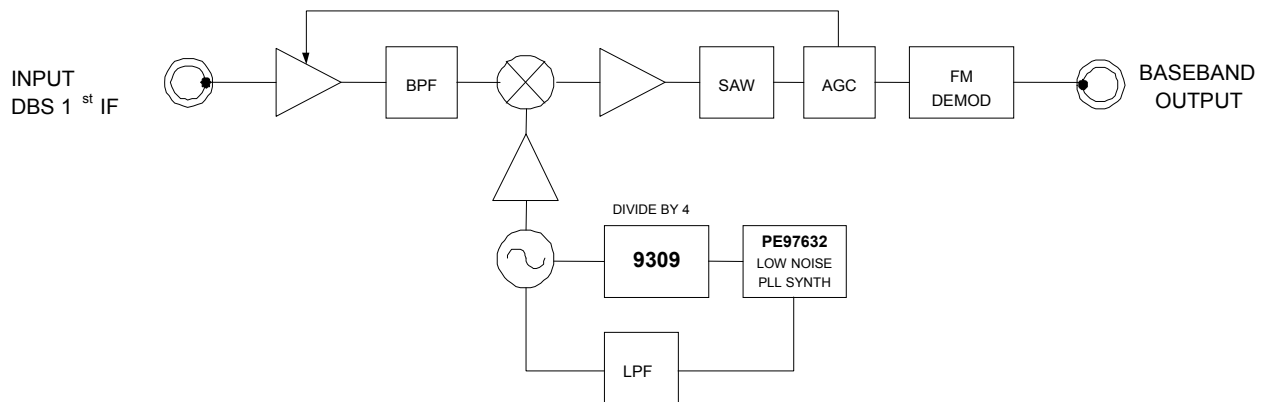 INPUT
DBS 1 st IF
BPF
SAW
AGC
FM
DEMOD
BASEBAND
OUTPUT
DIVIDE BY 4
9309
PE97632
LOW NOISE
PLL SYNTH
LPF